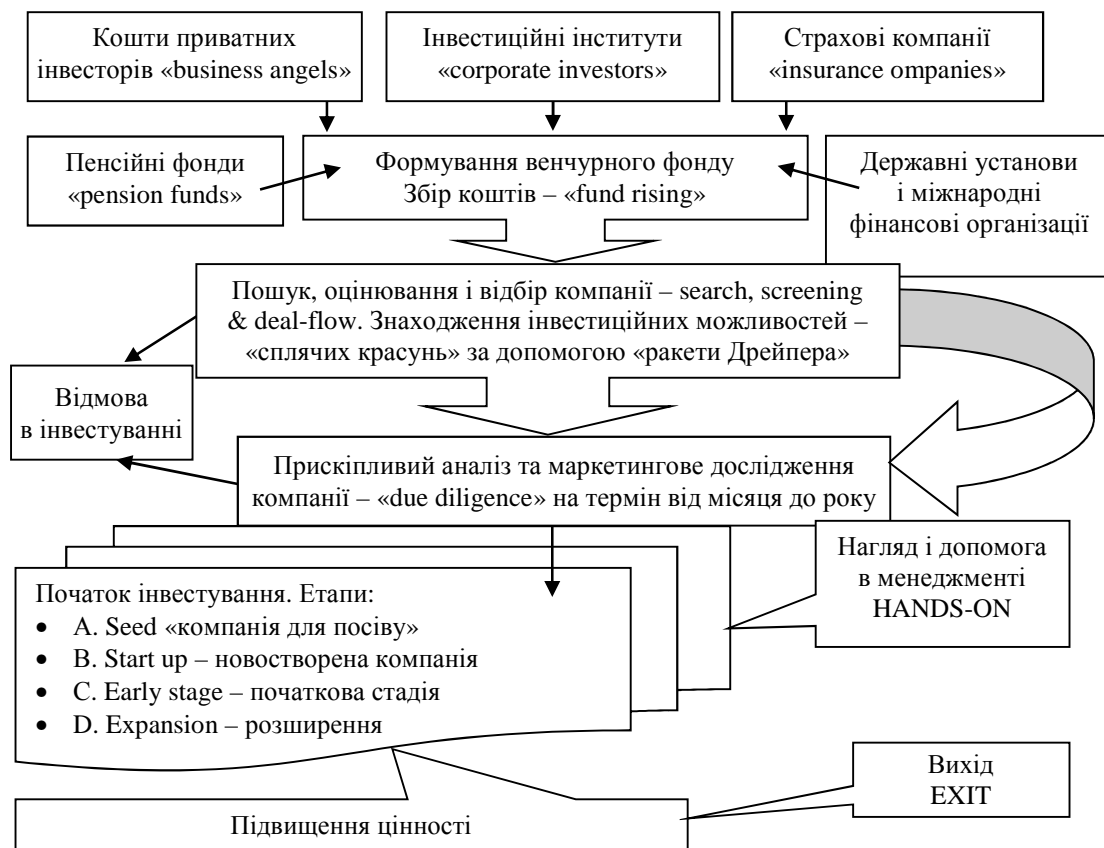 Кошти приватних
інвесторів «business angels»
Інвестиційні інститути
«corporate investors»
Страхові компанії
«insurance ompanies»
Пенсійні фонди
«pension funds»
Формування венчурного фонду
Збір коштів – «fund rising»
Державні установи
і міжнародні
фінансові організації
Пошук, оцінювання і відбір компанії – search, screening
& deal-flow. Знаходження інвестиційних можливостей –
«сплячих красунь» за допомогою «ракети Дрейпера»
Відмова
в інвестуванні
Прискіпливий аналіз та маркетингове дослідження
компанії – «due diligence» на термін від місяця до року
Нагляд і допомога
в менеджменті
HANDS-ON
Початок інвестування. Етапи:
• A. Seed «компанія для посіву»
• B. Start up – новостворена компанія
• C. Early stage – початкова стадія
• D. Expansion – розширення
Вихід
EXIT
Підвищення цінності